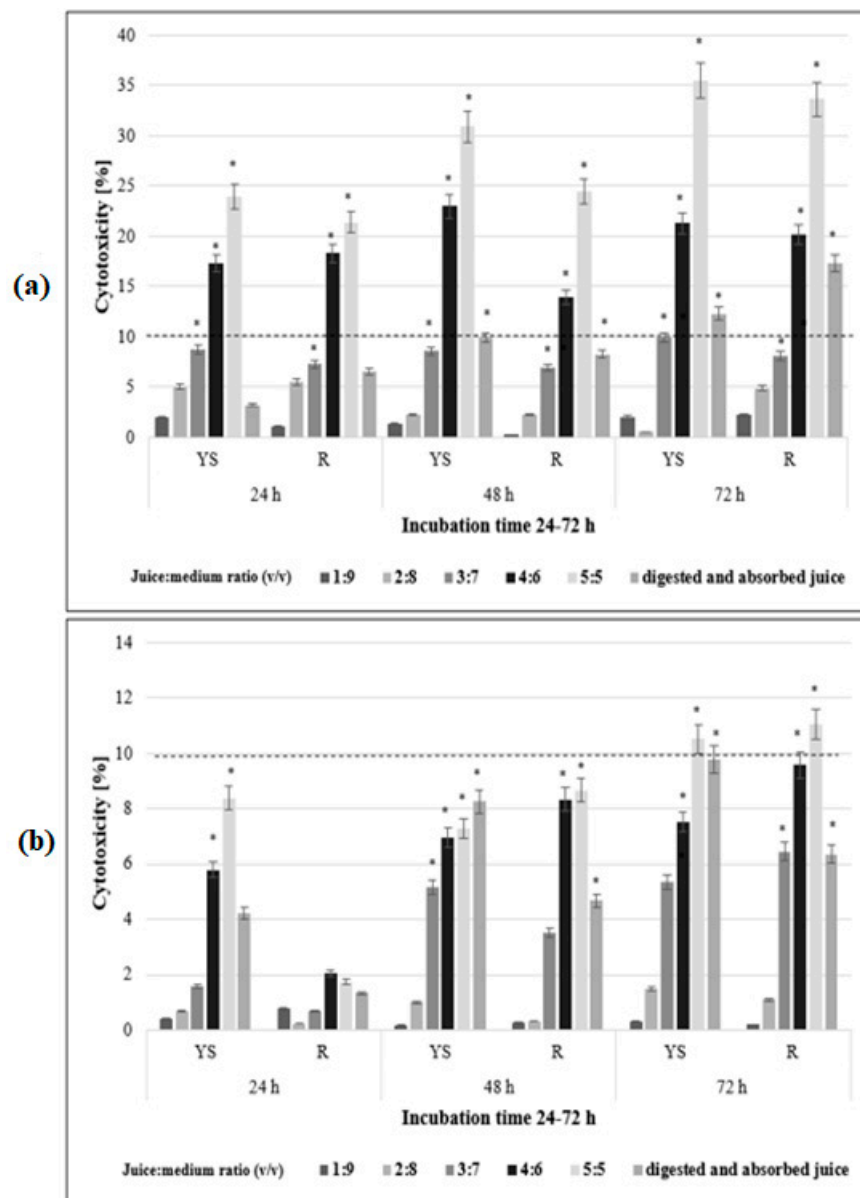 (a)
Cytotoxicity [%]
40
35
30
25
20
15
10
5
0
* * * * * * * * * * * * * * * * * * * * *
YS R YS R YS R
24 h 48 h 72 h
Incubation time 24-72 h
Juice:medium ratio (v/v) 1:9 2:8 3:7 4:6 5:5 digested and absorbed juice
(b)
Cytotoxicity [%]
14
12
10
8
6
4
2
0
* * * * * * * * * * * * * * * *
YS R YS R YS R
24 h 48 h 72 h
Incubation time 24-72 h
Juice:medium ratio (v/v) 1:9 2:8 3:7 4:6 5:5 digested and absorbed juice